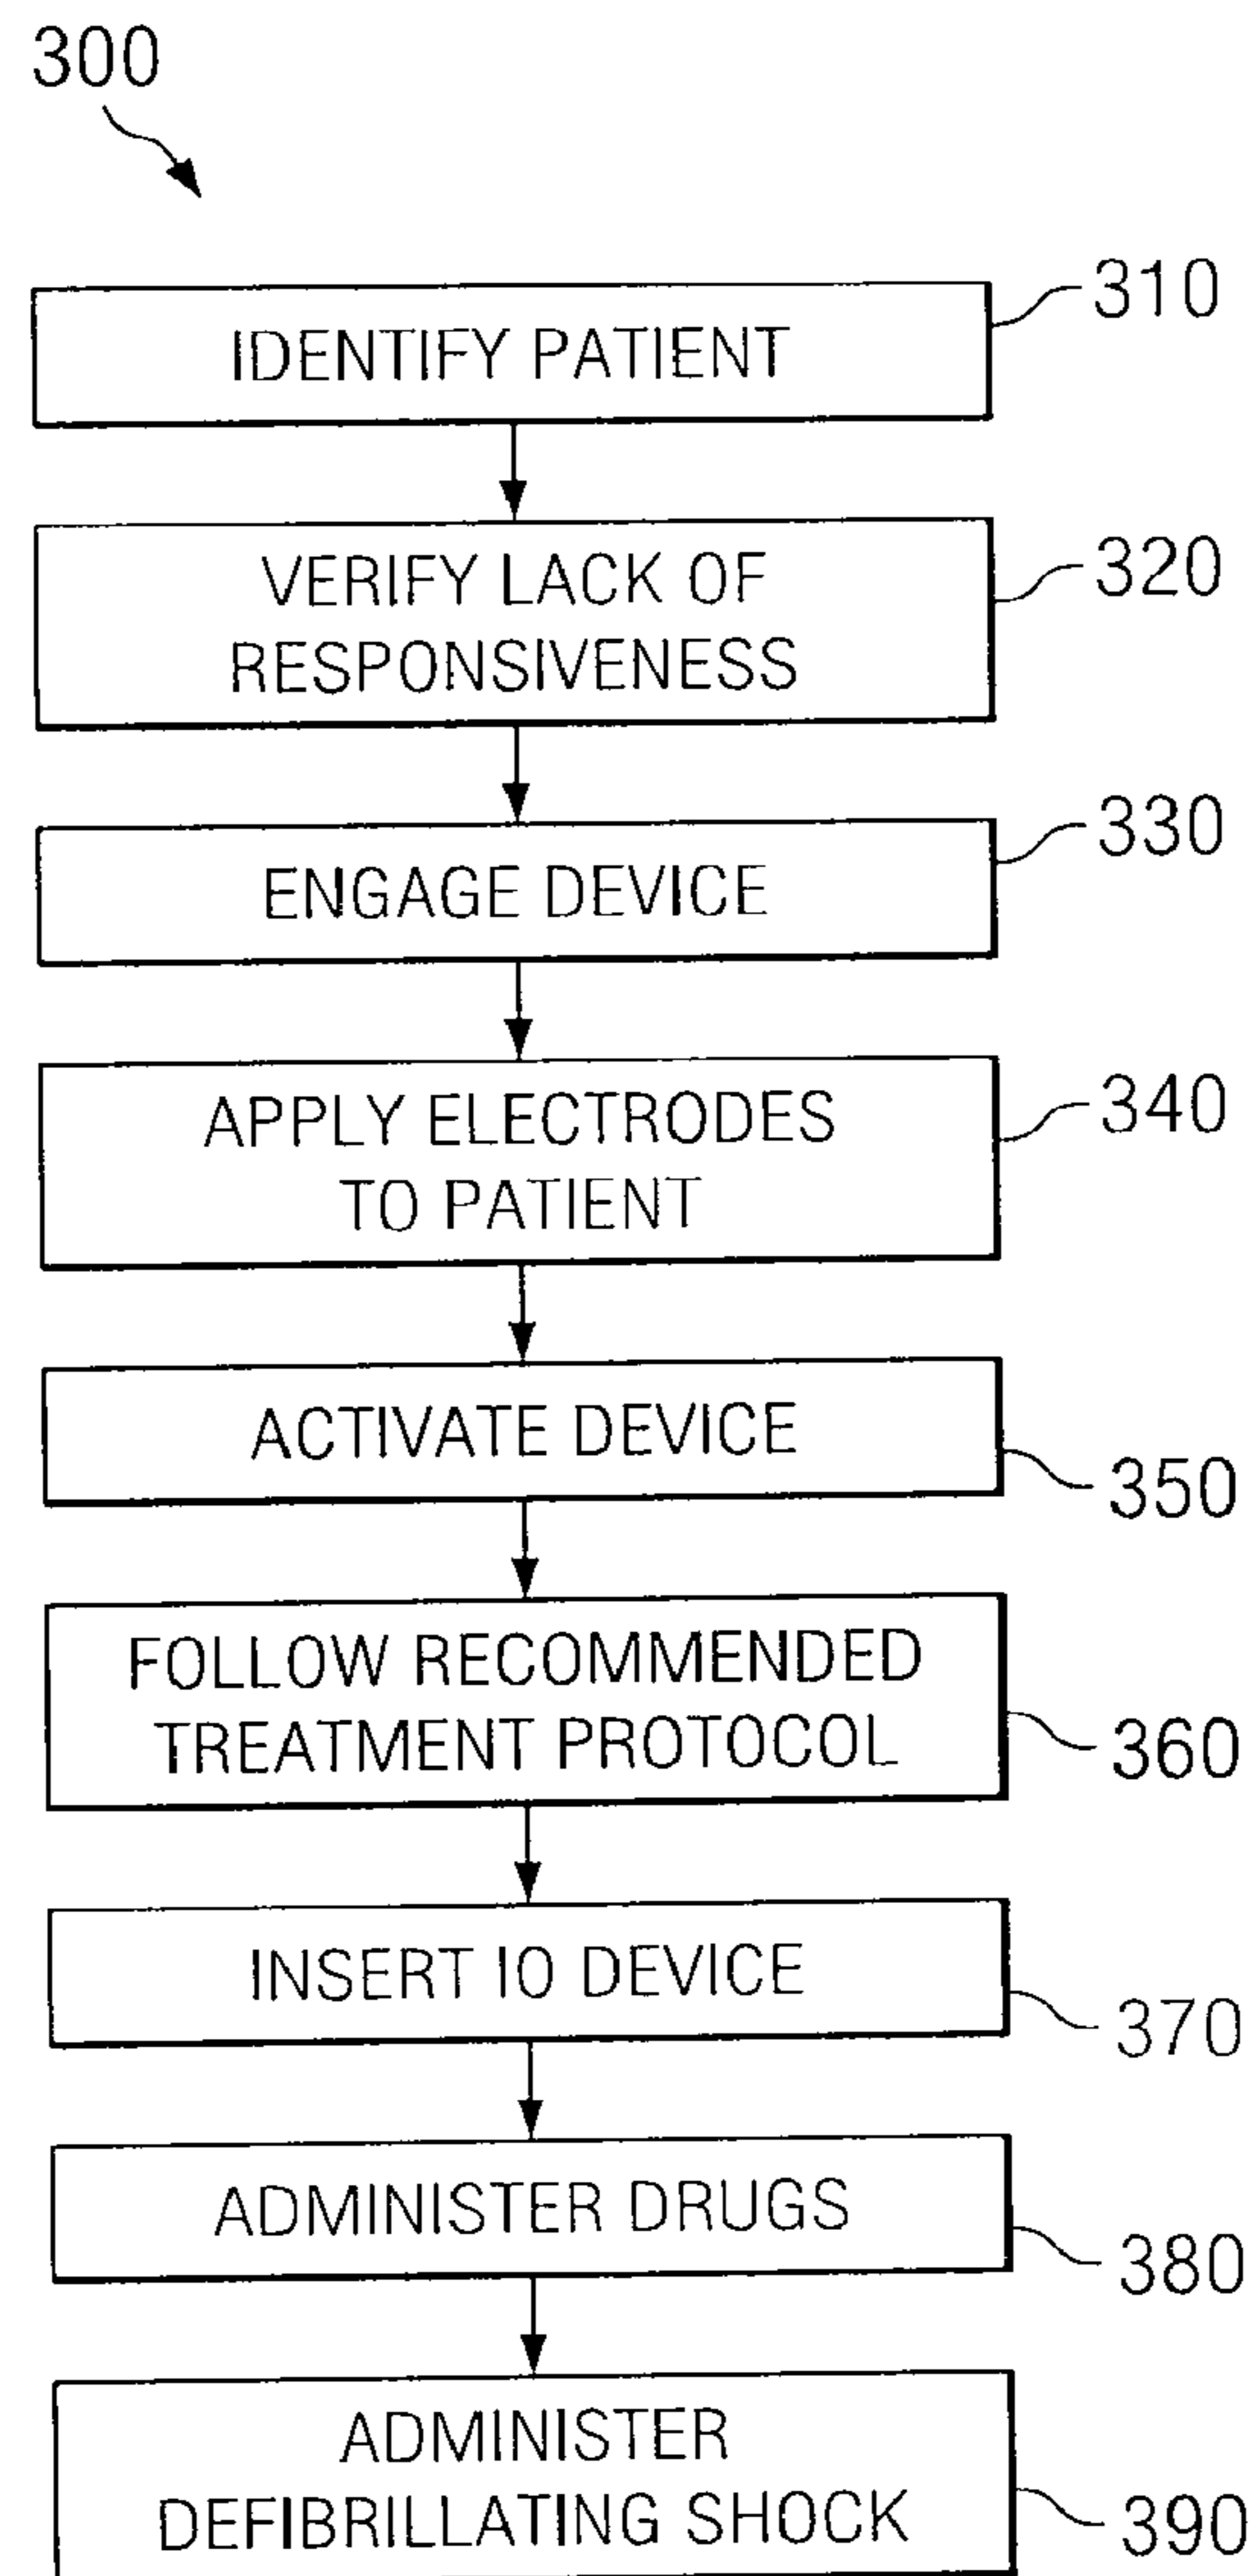 300
IDENTIFY PATIENT
310
VERIFY LACK OF
RESPONSIVENESS
320
ENGAGE DEVICE
330
APPLY ELECTRODES
TO PATIENT
340
ACTIVATE DEVICE
350
FOLLOW RECOMMENDED
TREATMENT PROTOCOL
360
INSERT IO DEVICE
370
ADMINISTER DRUGS
380
ADMINISTER
DEFIBRILLATING SHOCK
390